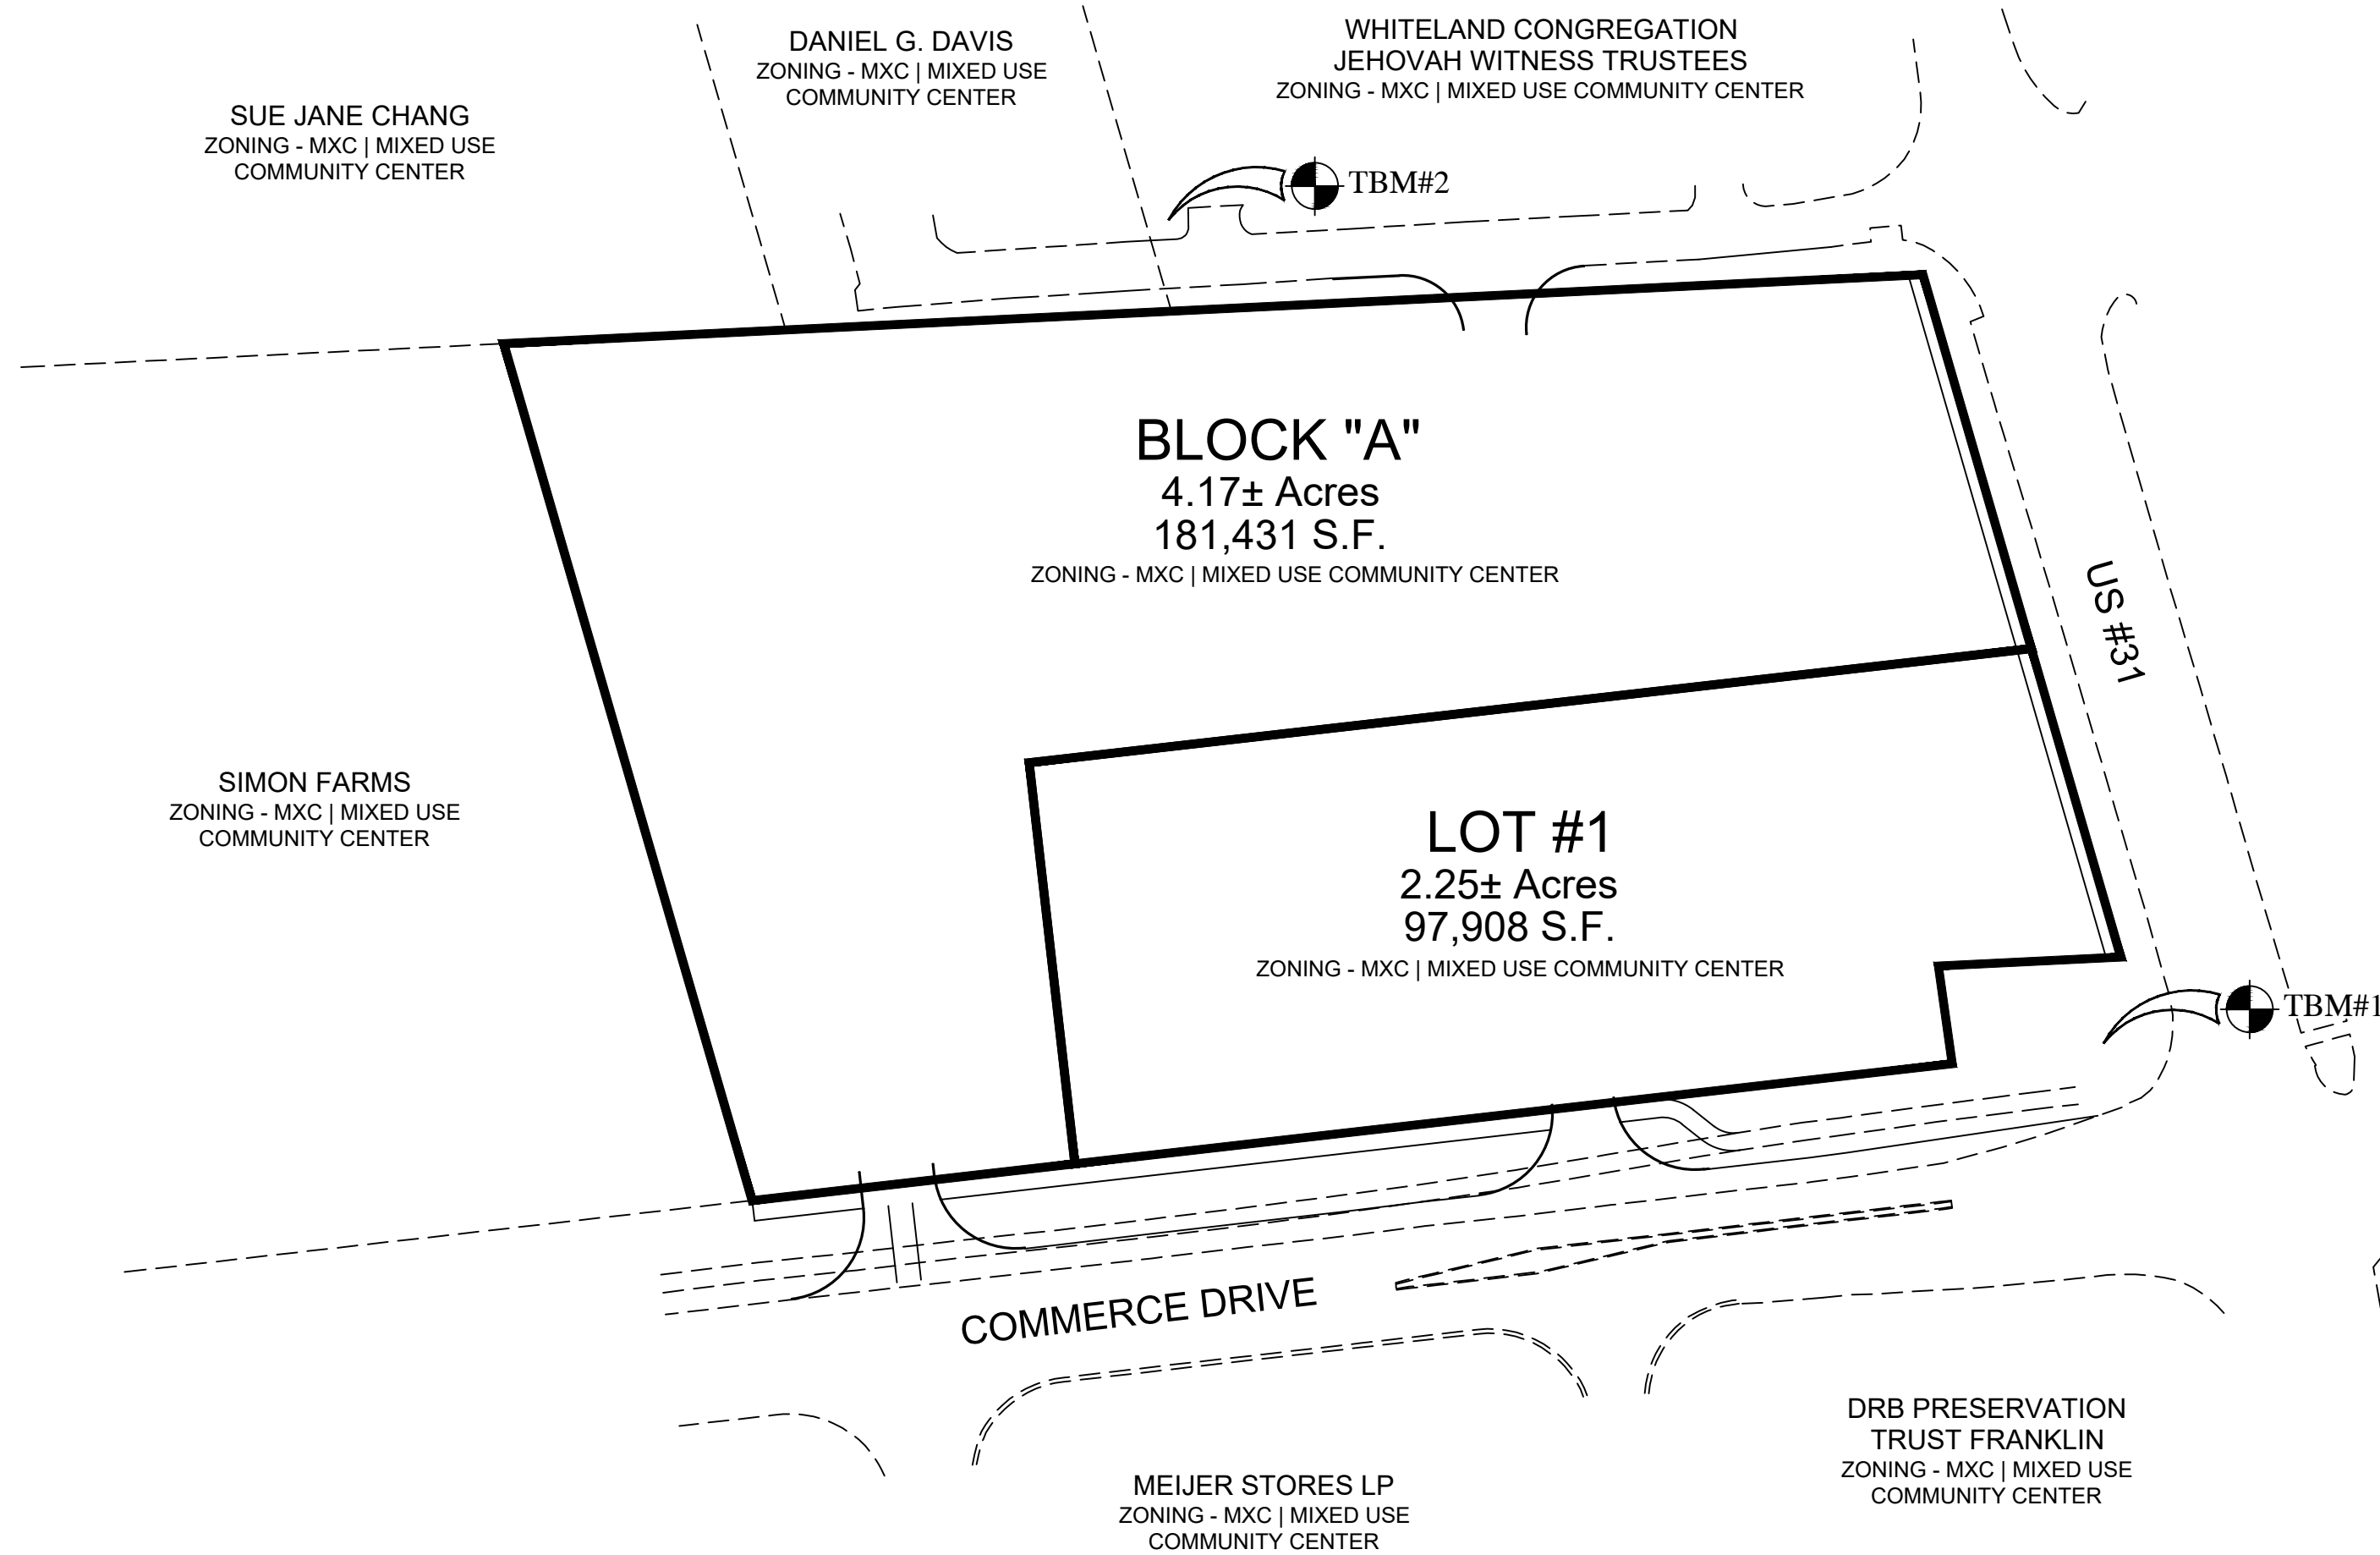 DANIEL G. DAVIS
ZONING - MXC | MIXED USE
COMMUNITY CENTER
WHITELAND CONGREGATION
JEHOVAH WITNESS TRUSTEES
ZONING - MXC | MIXED USE COMMUNITY CENTER
SUE JANE CHANG
ZONING - MXC | MIXED USE
COMMUNITY CENTER
TBM#2
BLOCK "A"
4.17± Acres
181,431 S.F.
ZONING - MXC | MIXED USE COMMUNITY CENTER
US #31
SIMON FARMS
ZONING - MXC | MIXED USE
COMMUNITY CENTER
LOT #1
2.25± Acres
97,908 S.F.
ZONING - MXC | MIXED USE COMMUNITY CENTER
TBM#1
COMMERCE DRIVE
DRB PRESERVATION
TRUST FRANKLIN
ZONING - MXC | MIXED USE
COMMUNITY CENTER
MEIJER STORES LP
ZONING - MXC | MIXED USE
COMMUNITY CENTER